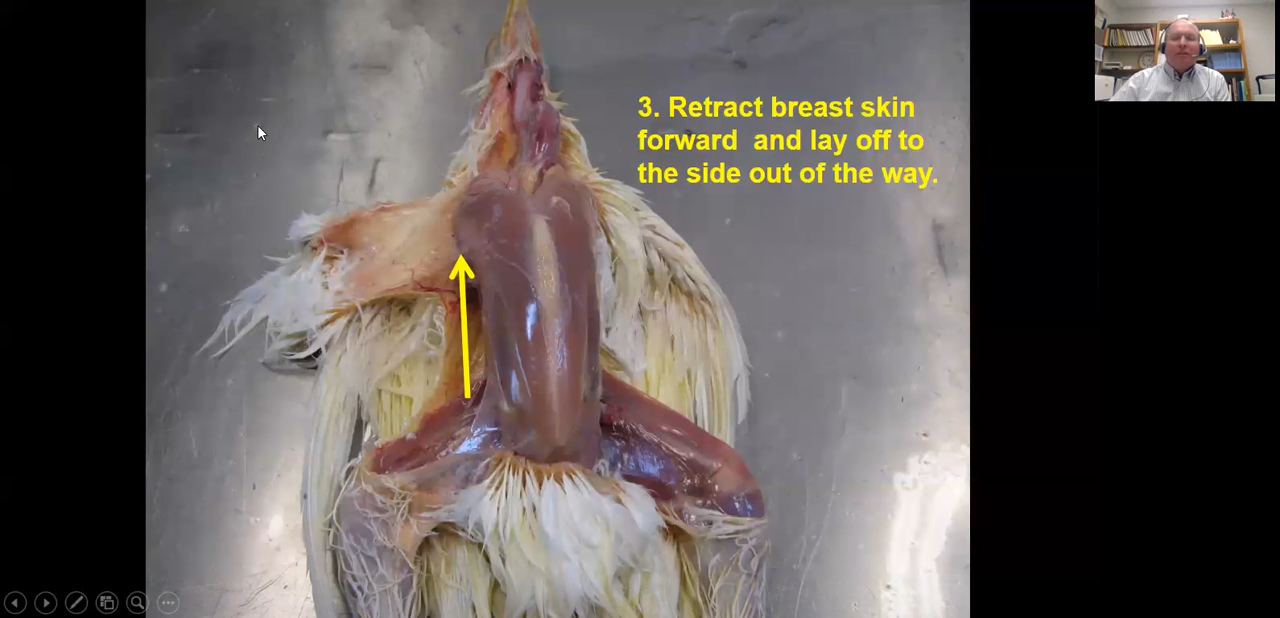 3. Retract breast skin
forward  and lay off to
the side out of the way.